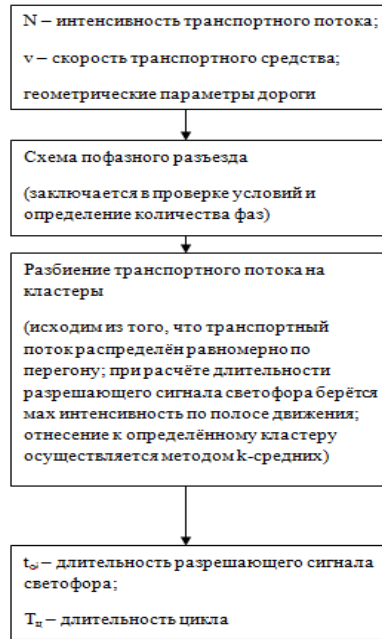 N – интенсивность транспортного потока;
v – скорость транспортного средства;
геометрические параметры дороги
Схема пофазного разъезда
(заключается в проверке условий и
определение количества фаз)
Разбиение транспортного потока на
кластеры
(исходим из того, что транспортный
поток распределён равномерно по
перегону; при расчёте длительности
разрешающего сигнала светофора берётся
мах интенсивность по полосе движения;
отнесение к определённому кластеру
осуществляется методом k-средних)
tₒᵢ – длительность разрешающего сигнала
светофора;
Tц – длительность цикла